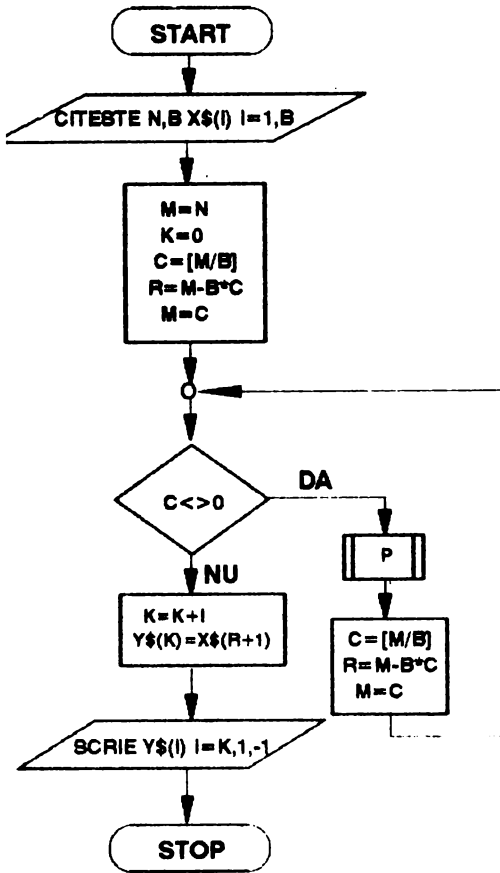 START
CITESTE N,B X$(I) I=1,B
M=N
K=0
C=[M/B]
R=M-B*C
M=C
C<>0
DA
P
NU
K=K+I
Y$(K)=X$(R+1)
C=[M/B]
R=M-B*C
M=C
SCRIE Y$(I) I=K,1,-1
STOP